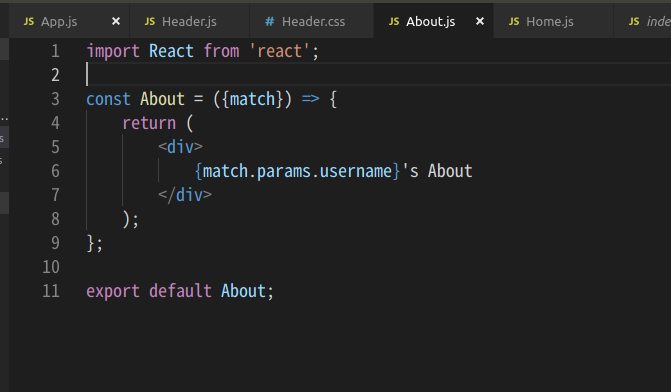 JS App.js × JS Header.js # Header.css JS About.js × JS Home.js JS inde
1 import React from 'react';
2
3 const About = ({match}) => {
4 return (
5 <div>
6 {match.params.username}'s About
7 </div>
8 );
9 };
10
11 export default About;